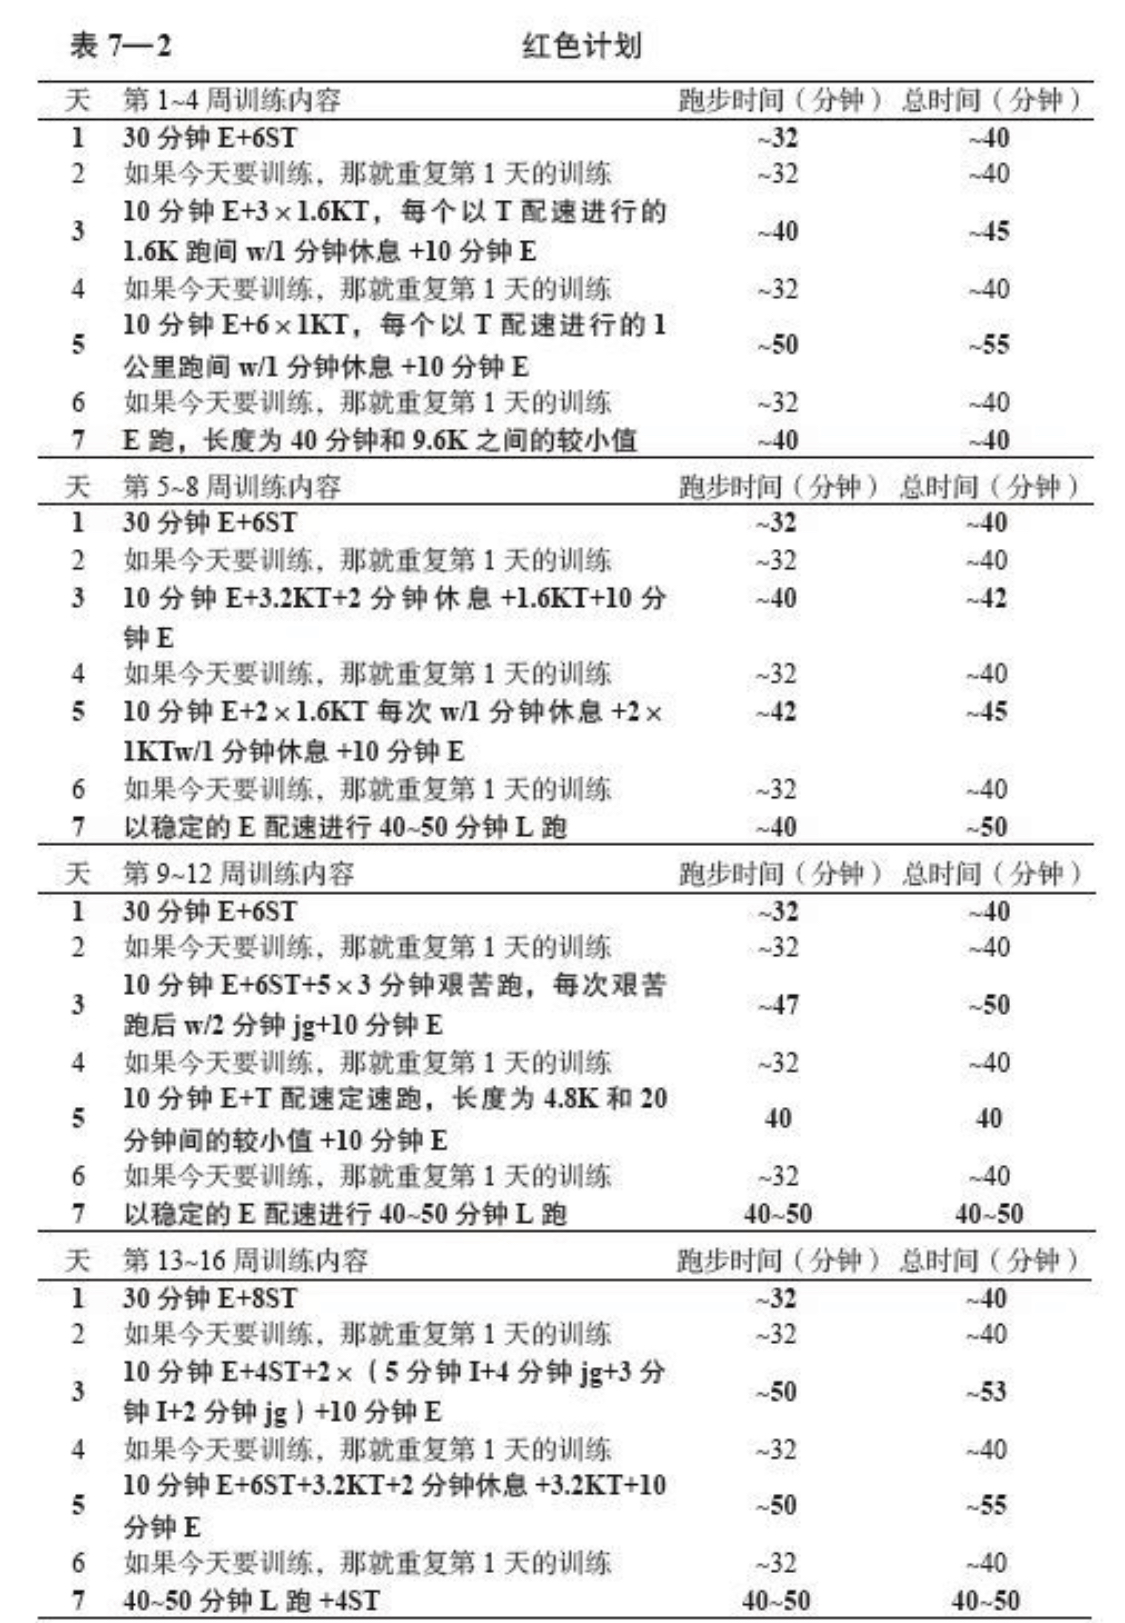 表 7—2 红色计划
天 第 1~4 周训练内容 跑步时间（分钟） 总时间（分钟）
1 30 分钟 E+6ST ~32 ~40
2 如果今天要训练，那就重复第 1 天的训练 ~32 ~40
3 10 分钟 E+3×1.6KT，每个以 T 配速进行的 ~40 ~45
1.6K 跑间 w/1 分钟休息 +10 分钟 E
4 如果今天要训练，那就重复第 1 天的训练 ~32 ~40
5 10 分钟 E+6×1KT，每个以 T 配速进行的 1 ~50 ~55
公里跑间 w/1 分钟休息 +10 分钟 E
6 如果今天要训练，那就重复第 1 天的训练 ~32 ~40
7 E 跑，长度为 40 分钟和 9.6K 之间的较小值 ~40 ~40
天 第 5~8 周训练内容 跑步时间（分钟） 总时间（分钟）
1 30 分钟 E+6ST ~32 ~40
2 如果今天要训练，那就重复第 1 天的训练 ~32 ~40
3 10 分钟 E+3.2KT+2 分钟休息 +1.6KT+10 分 ~40 ~42
钟 E
4 如果今天要训练，那就重复第 1 天的训练 ~32 ~40
5 10 分钟 E+2×1.6KT 每次 w/1 分钟休息 +2× ~42 ~45
1KTw/1 分钟休息 +10 分钟 E
6 如果今天要训练，那就重复第 1 天的训练 ~32 ~40
7 以稳定的 E 配速进行 40~50 分钟 L 跑 ~40 ~50
天 第 9~12 周训练内容 跑步时间（分钟） 总时间（分钟）
1 30 分钟 E+6ST ~32 ~40
2 如果今天要训练，那就重复第 1 天的训练 ~32 ~40
3 10 分钟 E+6ST+5×3 分钟艰苦跑，每次艰苦 ~47 ~50
跑后 w/2 分钟 jg+10 分钟 E
4 如果今天要训练，那就重复第 1 天的训练 ~32 ~40
5 10 分钟 E+T 配速定速跑，长度为 4.8K 和 20 40 40
分钟间的较小值 +10 分钟 E
6 如果今天要训练，那就重复第 1 天的训练 ~32 ~40
7 以稳定的 E 配速进行 40~50 分钟 L 跑 40~50 40~50
天 第 13~16 周训练内容 跑步时间（分钟） 总时间（分钟）
1 30 分钟 E+8ST ~32 ~40
2 如果今天要训练，那就重复第 1 天的训练 ~32 ~40
3 10 分钟 E+4ST+2×（5 分钟 I+4 分钟 jg+3 分 ~50 ~53
钟 I+2 分钟 jg）+10 分钟 E
4 如果今天要训练，那就重复第 1 天的训练 ~32 ~40
5 10 分钟 E+6ST+3.2KT+2 分钟休息 +3.2KT+10 ~50 ~55
分钟 E
6 如果今天要训练，那就重复第 1 天的训练 ~32 ~40
7 40~50 分钟 L 跑 +4ST 40~50 40~50